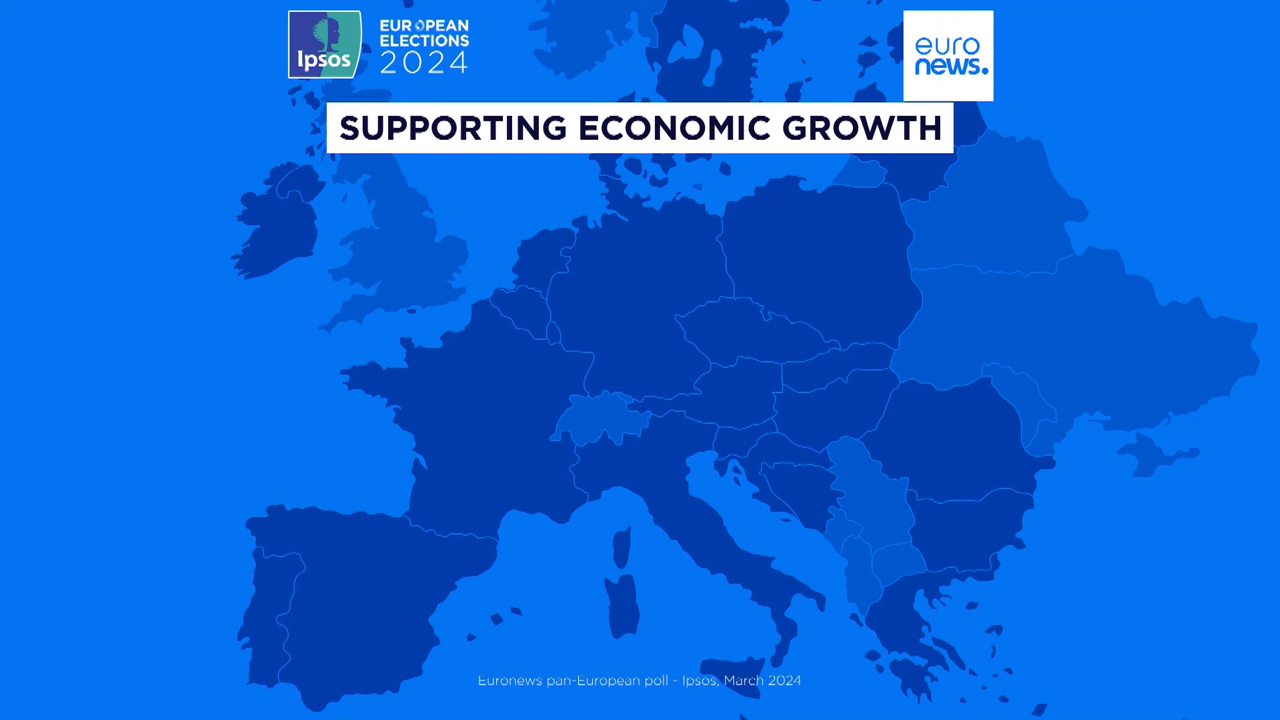 Ipsos
EUROPEAN
ELECTIONS
2024
euro
news.
SUPPORTING ECONOMIC GROWTH
Euronews pan-European poll - Ipsos, March 2024